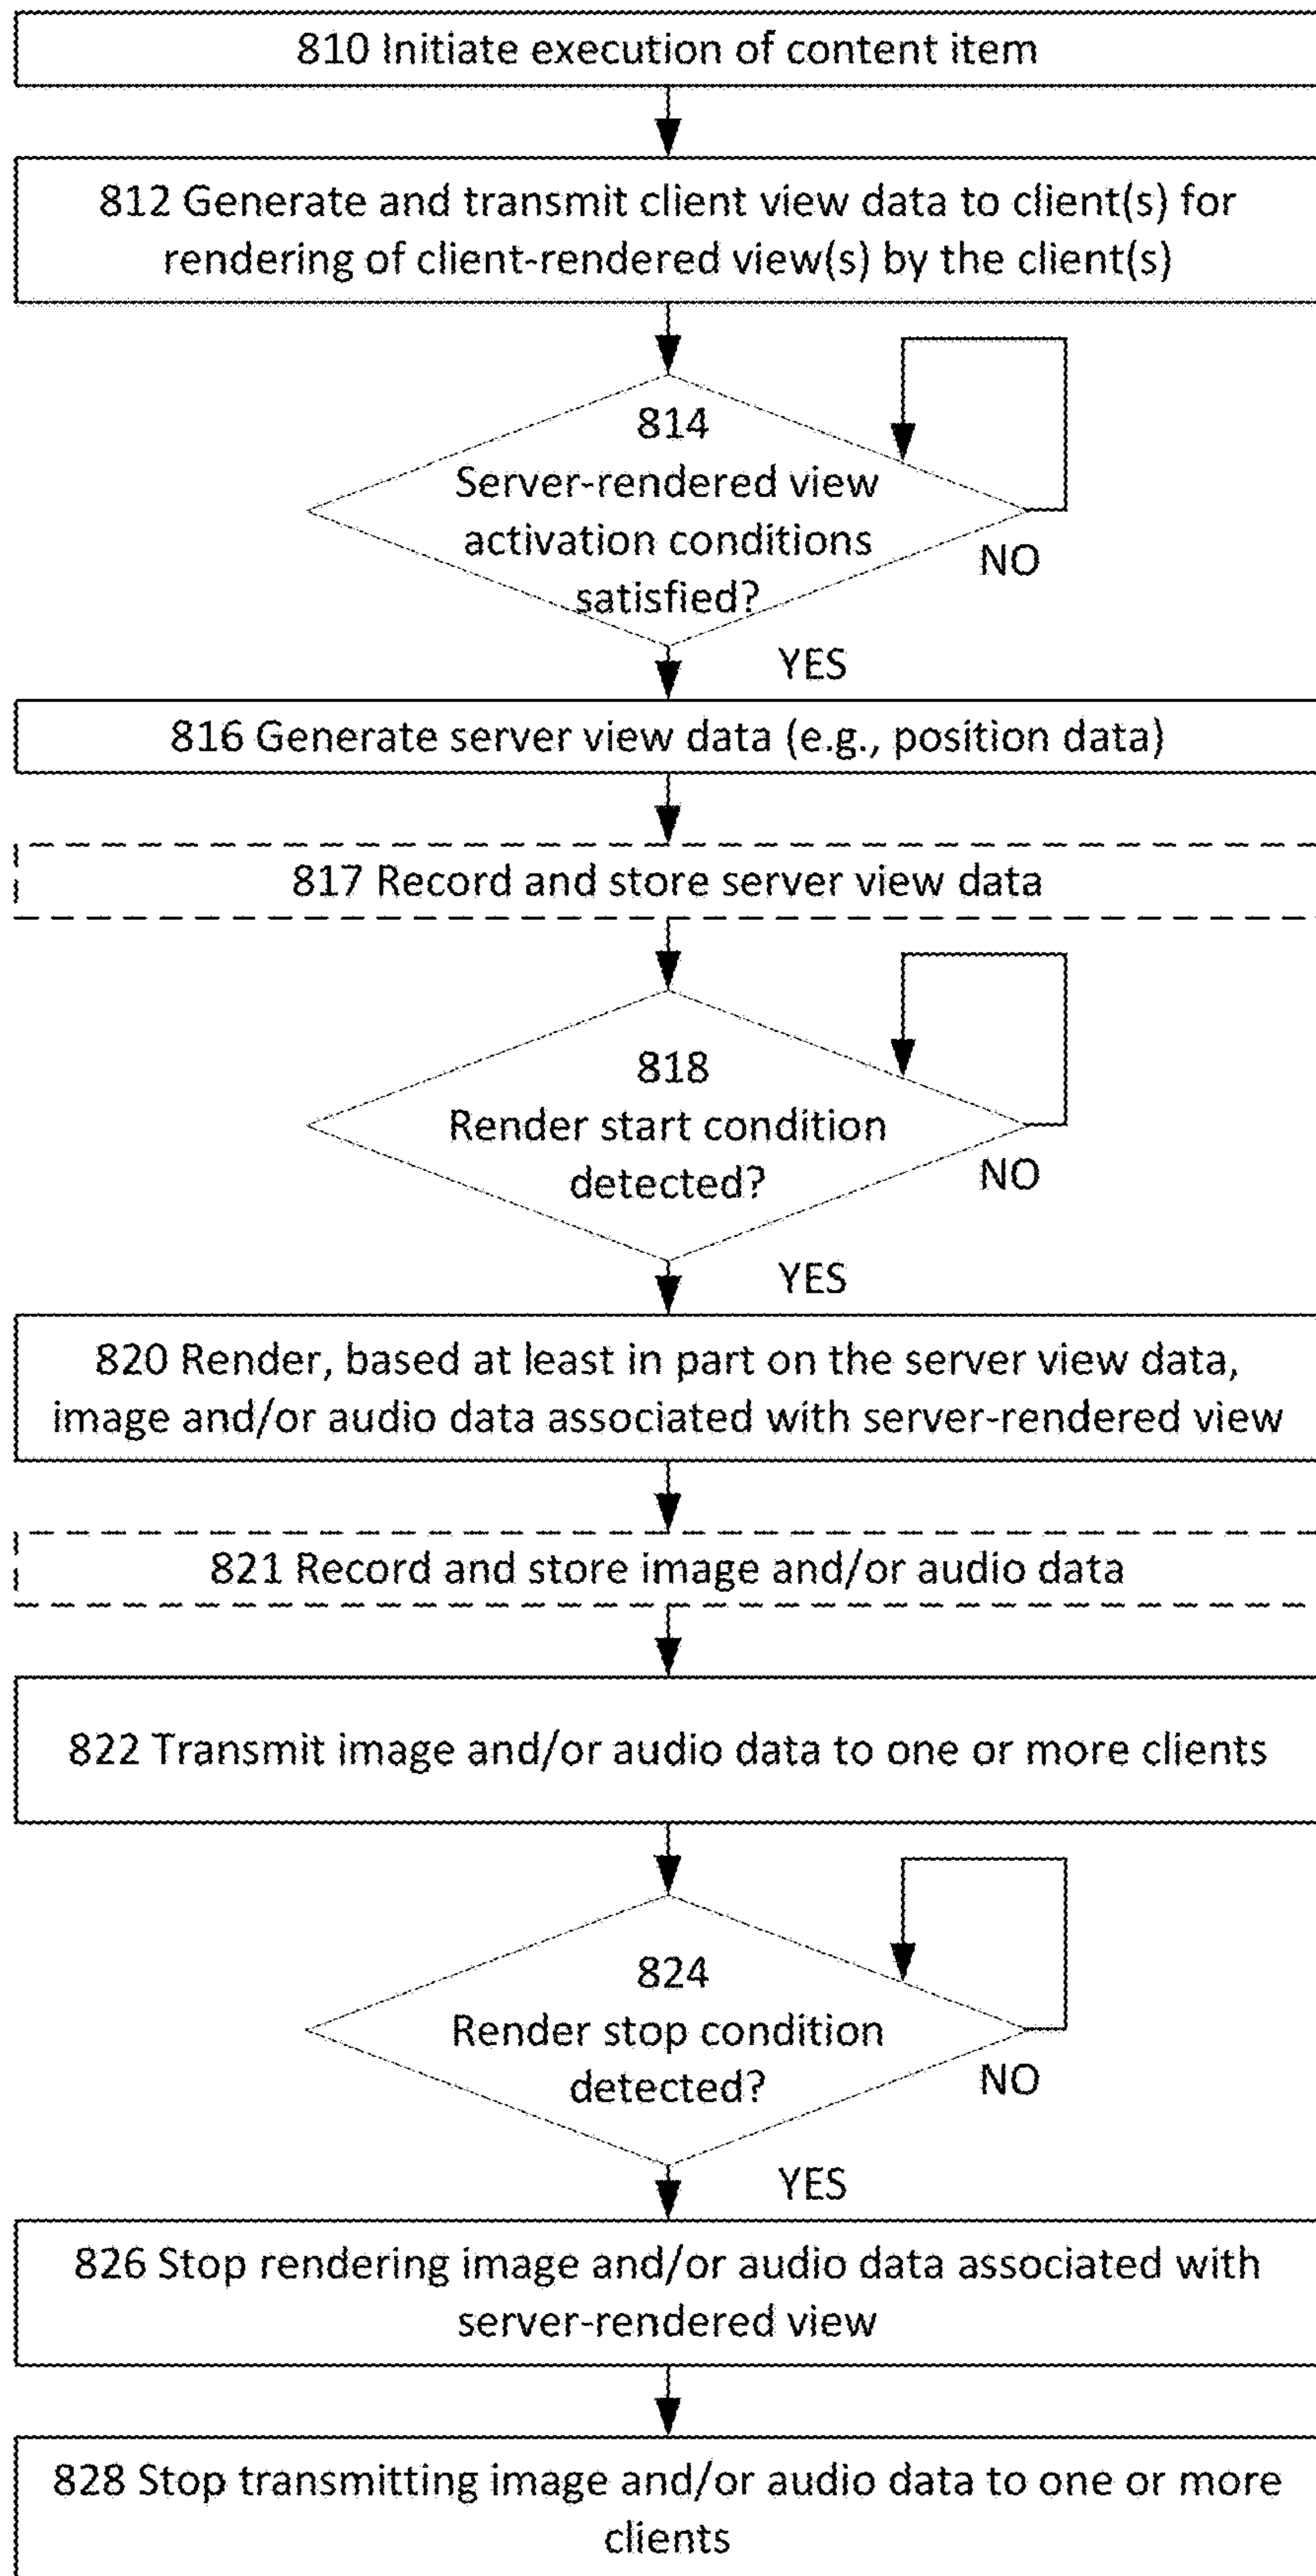 810 Initiate execution of content item
812 Generate and transmit client view data to client(s) for
rendering of client-rendered view(s) by the client(s)
814
Server-rendered view
activation conditions
satisfied?
NO
YES
816 Generate server view data (e.g., position data)
817 Record and store server view data
818
Render start condition
detected?
NO
YES
820 Render, based at least in part on the server view data,
image and/or audio data associated with server-rendered view
821 Record and store image and/or audio data
822 Transmit image and/or audio data to one or more clients
824
Render stop condition
detected?
NO
YES
826 Stop rendering image and/or audio data associated with
server-rendered view
828 Stop transmitting image and/or audio data to one or more
clients